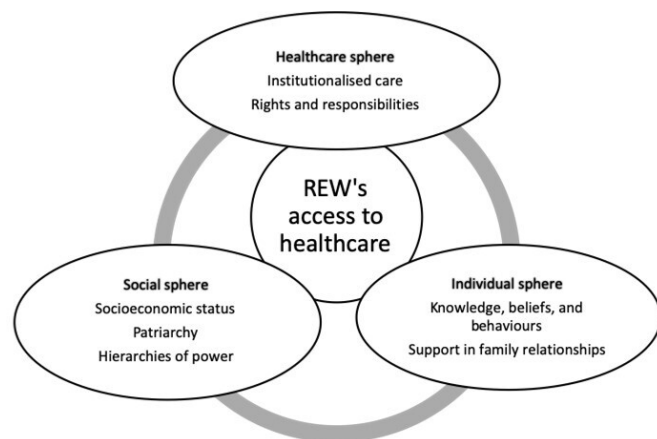 Healthcare sphere
Institutionalised care
Rights and responsibilities
REW's
access to
healthcare
Social sphere
Socioeconomic status
Patriarchy
Hierarchies of power
Individual sphere
Knowledge, beliefs, and
behaviours
Support in family relationships